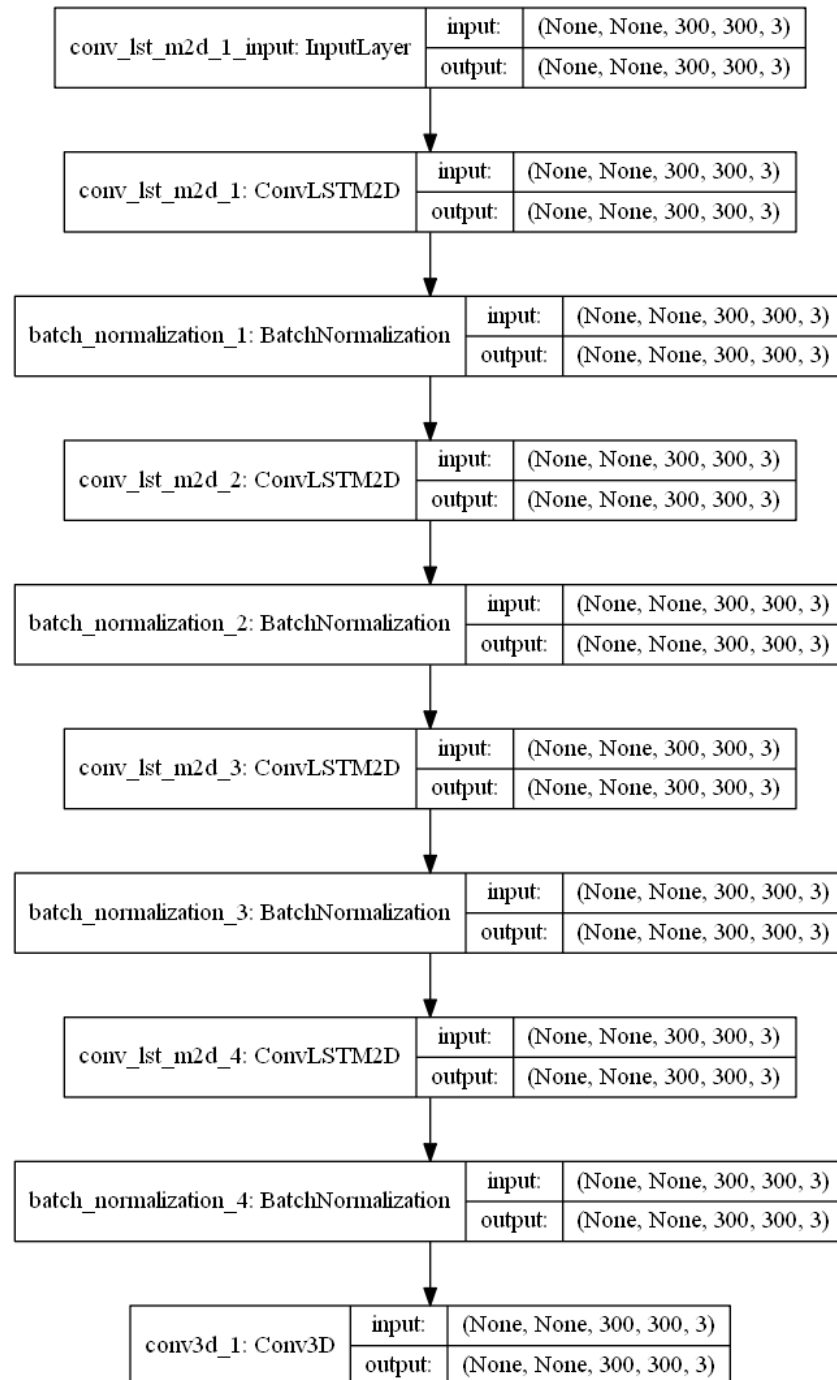 conv_lst_m2d_1_input: InputLayer
input: (None, None, 300, 300, 3)
output: (None, None, 300, 300, 3)
conv_lst_m2d_1: ConvLSTM2D
input: (None, None, 300, 300, 3)
output: (None, None, 300, 300, 3)
batch_normalization_1: BatchNormalization
input: (None, None, 300, 300, 3)
output: (None, None, 300, 300, 3)
conv_lst_m2d_2: ConvLSTM2D
input: (None, None, 300, 300, 3)
output: (None, None, 300, 300, 3)
batch_normalization_2: BatchNormalization
input: (None, None, 300, 300, 3)
output: (None, None, 300, 300, 3)
conv_lst_m2d_3: ConvLSTM2D
input: (None, None, 300, 300, 3)
output: (None, None, 300, 300, 3)
batch_normalization_3: BatchNormalization
input: (None, None, 300, 300, 3)
output: (None, None, 300, 300, 3)
conv_lst_m2d_4: ConvLSTM2D
input: (None, None, 300, 300, 3)
output: (None, None, 300, 300, 3)
batch_normalization_4: BatchNormalization
input: (None, None, 300, 300, 3)
output: (None, None, 300, 300, 3)
conv3d_1: Conv3D
input: (None, None, 300, 300, 3)
output: (None, None, 300, 300, 3)